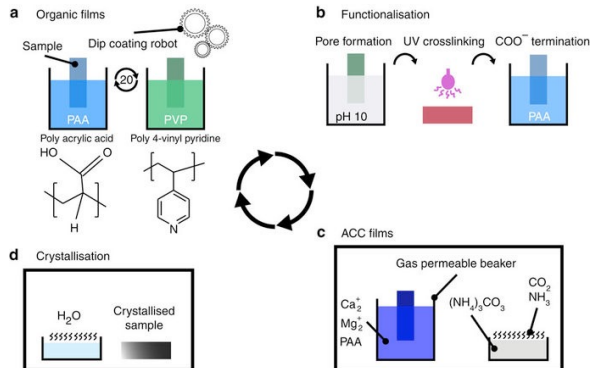 a Organic films
Sample
Dip coating robot
20
PAA
PVP
Poly acrylic acid
Poly 4-vinyl pyridine
HO
O
H
N
b Functionalisation
Pore formation
UV crosslinking
COO⁻ termination
pH 10
PAA
c ACC films
Gas permeable beaker
Ca₂⁺
Mg₂⁺
PAA
(NH₄)₃CO₃
CO₂
NH₃
d Crystallisation
H₂O
Crystallised
sample